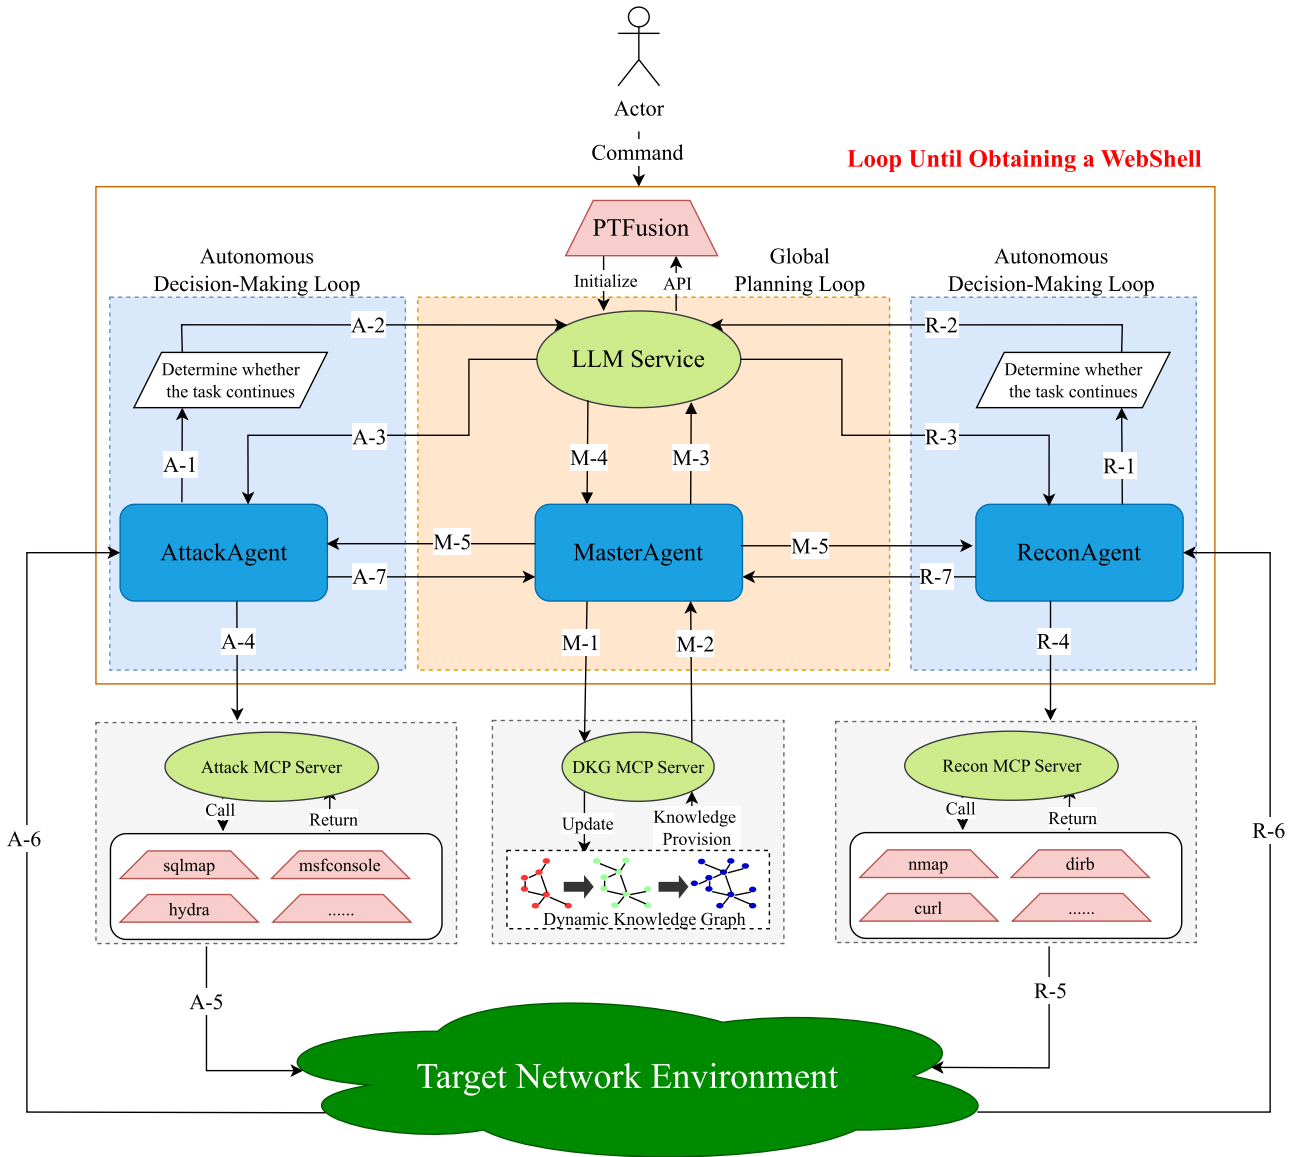 Actor
Command
Loop Until Obtaining a WebShell
PTFusion
Autonomous
Decision-Making Loop
Global
Planning Loop
Autonomous
Decision-Making Loop
Initialize
API
A-2
R-2
LLM Service
Determine whether
the task continues
Determine whether
the task continues
A-3
R-3
A-1
M-4
M-3
R-1
AttackAgent
MasterAgent
ReconAgent
M-5
M-5
A-7
R-7
A-4
M-1
M-2
R-4
Attack MCP Server
DKG MCP Server
Recon MCP Server
Call
Return
Update
Knowledge
Provision
Call
Return
A-6
R-6
sqlmap
msfconsole
hydra
......
Dynamic Knowledge Graph
nmap
dirb
curl
......
A-5
R-5
Target Network Environment